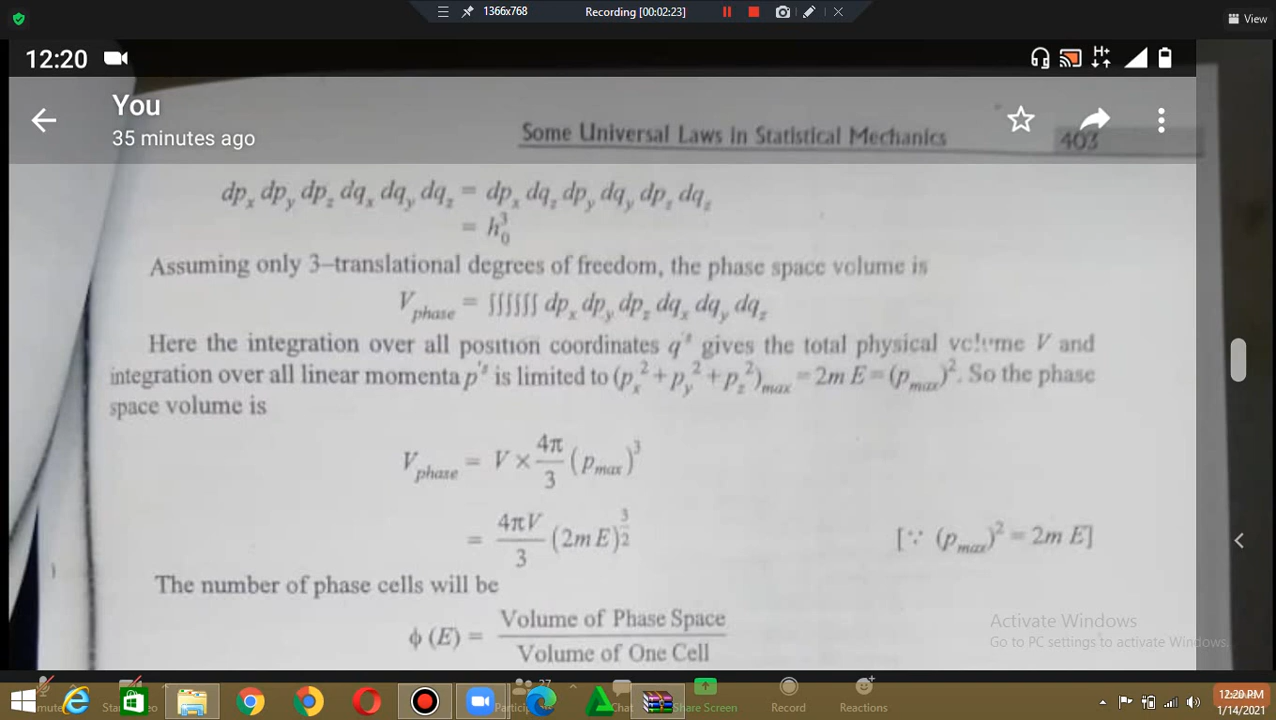 1366x768
Recording [00:02:23]
View
12:20
H+
You
35 minutes ago
Some Universal Laws in Statistical Mechanics 403
dp_x dp_y dp_z dq_x dq_y dq_z = dp_x dq_z dp_y dq_y dp_z dq_z
= h_0^3
Assuming only 3–translational degrees of freedom, the phase space volume is
V_phase = ∫∫∫∫∫∫ dp_x dp_y dp_z dq_x dq_y dq_z
Here the integration over all position coordinates q's gives the total physical volume V and
integration over all linear momenta p's is limited to (p_x^2 + p_y^2 + p_z^2)_max = 2m E = (p_max)^2. So the phase
space volume is
V_phase = V × 4π/3 (p_max)^3
= 4πV/3 (2m E)^3/2 [∵ (p_max)^2 = 2m E]
The number of phase cells will be
ϕ (E) = Volume of Phase Space / Volume of One Cell
Activate Windows
Go to PC settings to activate Windows.
27
Share Screen
Record
Reactions
12:20 PM
1/14/2021